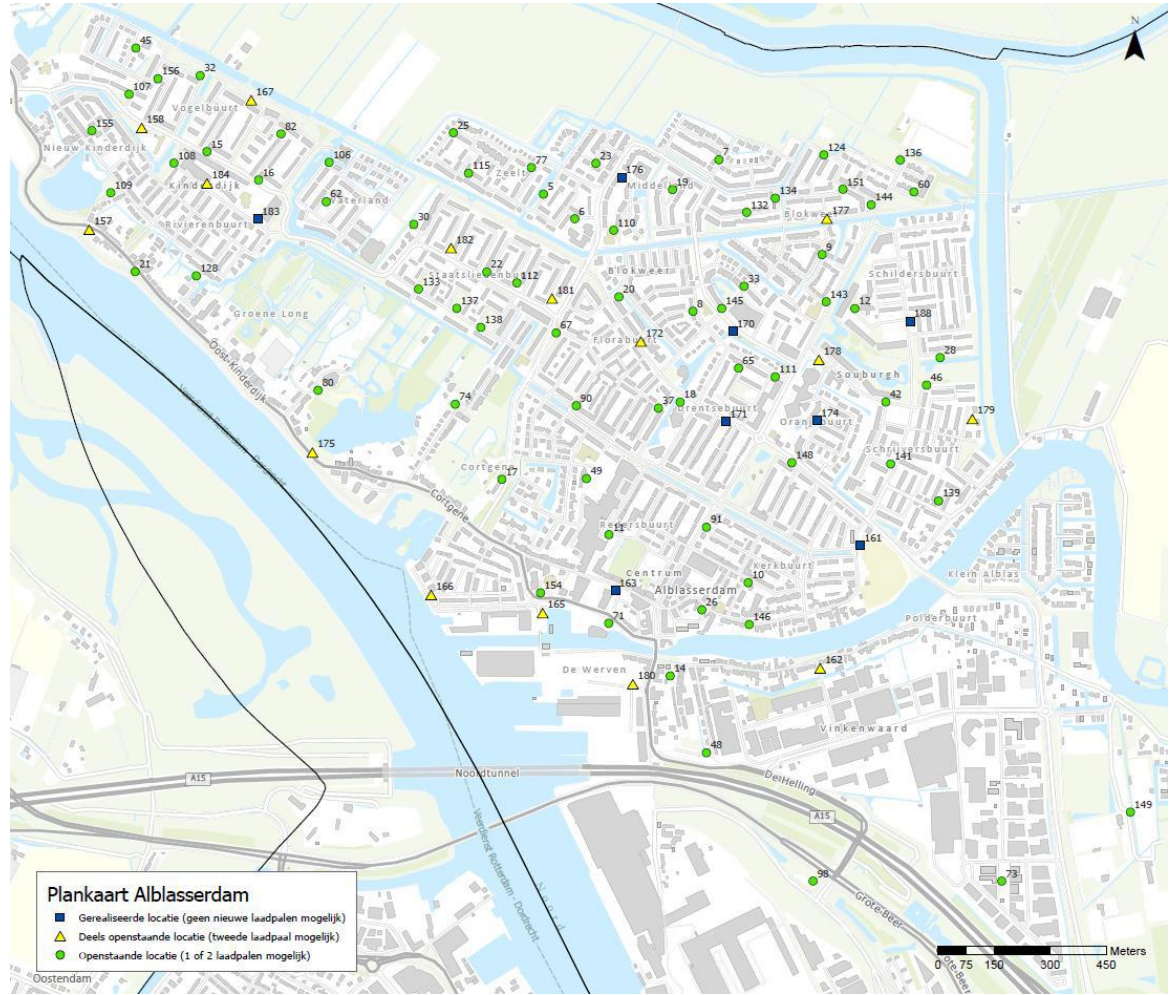 N
45
156
32
107
167
Vogelbuurt
158
82
25
155
15
Nieuw Kinderdijk
108
106
115
77
23
7
124
136
Zeelt
184
Kinderdijk
16
176
Middelland
19
5
151
60
109
62
Waterland
134
144
183
Rivierenbuurt
6
132
Blokweer
177
157
30
110
182
9
21
128
22
Staatsliedenbuurt
112
Blokweer
Schildersbuurt
133
181
20
33
137
8
145
143
12
Groene Long
138
67
170
188
Florabuurt
172
Oost-Kinderdijk
178
28
65
111
Souburgh
80
46
74
90
37
18
Drentsebuurt
42
171
174
Oranjebuurt
179
175
148
141
Schrijversbuurt
Cortgene
17
49
Cortgene
139
11
Regersbuurt
91
161
Centrum
10
Kerkbuurt
Klein Alblas
166
154
163
Alblasserdam
165
26
71
146
Polderbuurt
De Werven
14
162
180
Vinkenwaard
48
A15
Noordtunnel
De Helling
149
A15
98
73
Grote-Beer
Veerdienst Rotterdam - Dordrecht
Noord
Plankaart Alblasserdam
Gerealiseerde locatie (geen nieuwe laadpalen mogelijk)
Deels openstaande locatie (tweede laadpaal mogelijk)
Openstaande locatie (1 of 2 laadpalen mogelijk)
Meters
0 75 150 300 450
Oostendam